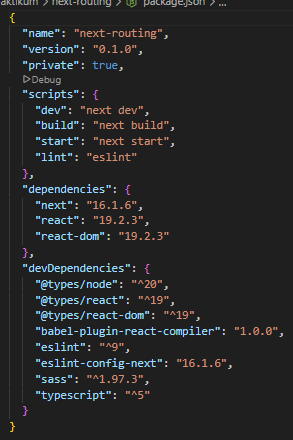 aktikum > next-routing > package.json > ...
{
"name": "next-routing",
"version": "0.1.0",
"private": true,
Debug
"scripts": {
"dev": "next dev",
"build": "next build",
"start": "next start",
"lint": "eslint"
},
"dependencies": {
"next": "16.1.6",
"react": "19.2.3",
"react-dom": "19.2.3"
},
"devDependencies": {
"@types/node": "^20",
"@types/react": "^19",
"@types/react-dom": "^19",
"babel-plugin-react-compiler": "1.0.0",
"eslint": "^9",
"eslint-config-next": "16.1.6",
"sass": "^1.97.3",
"typescript": "^5"
}
}